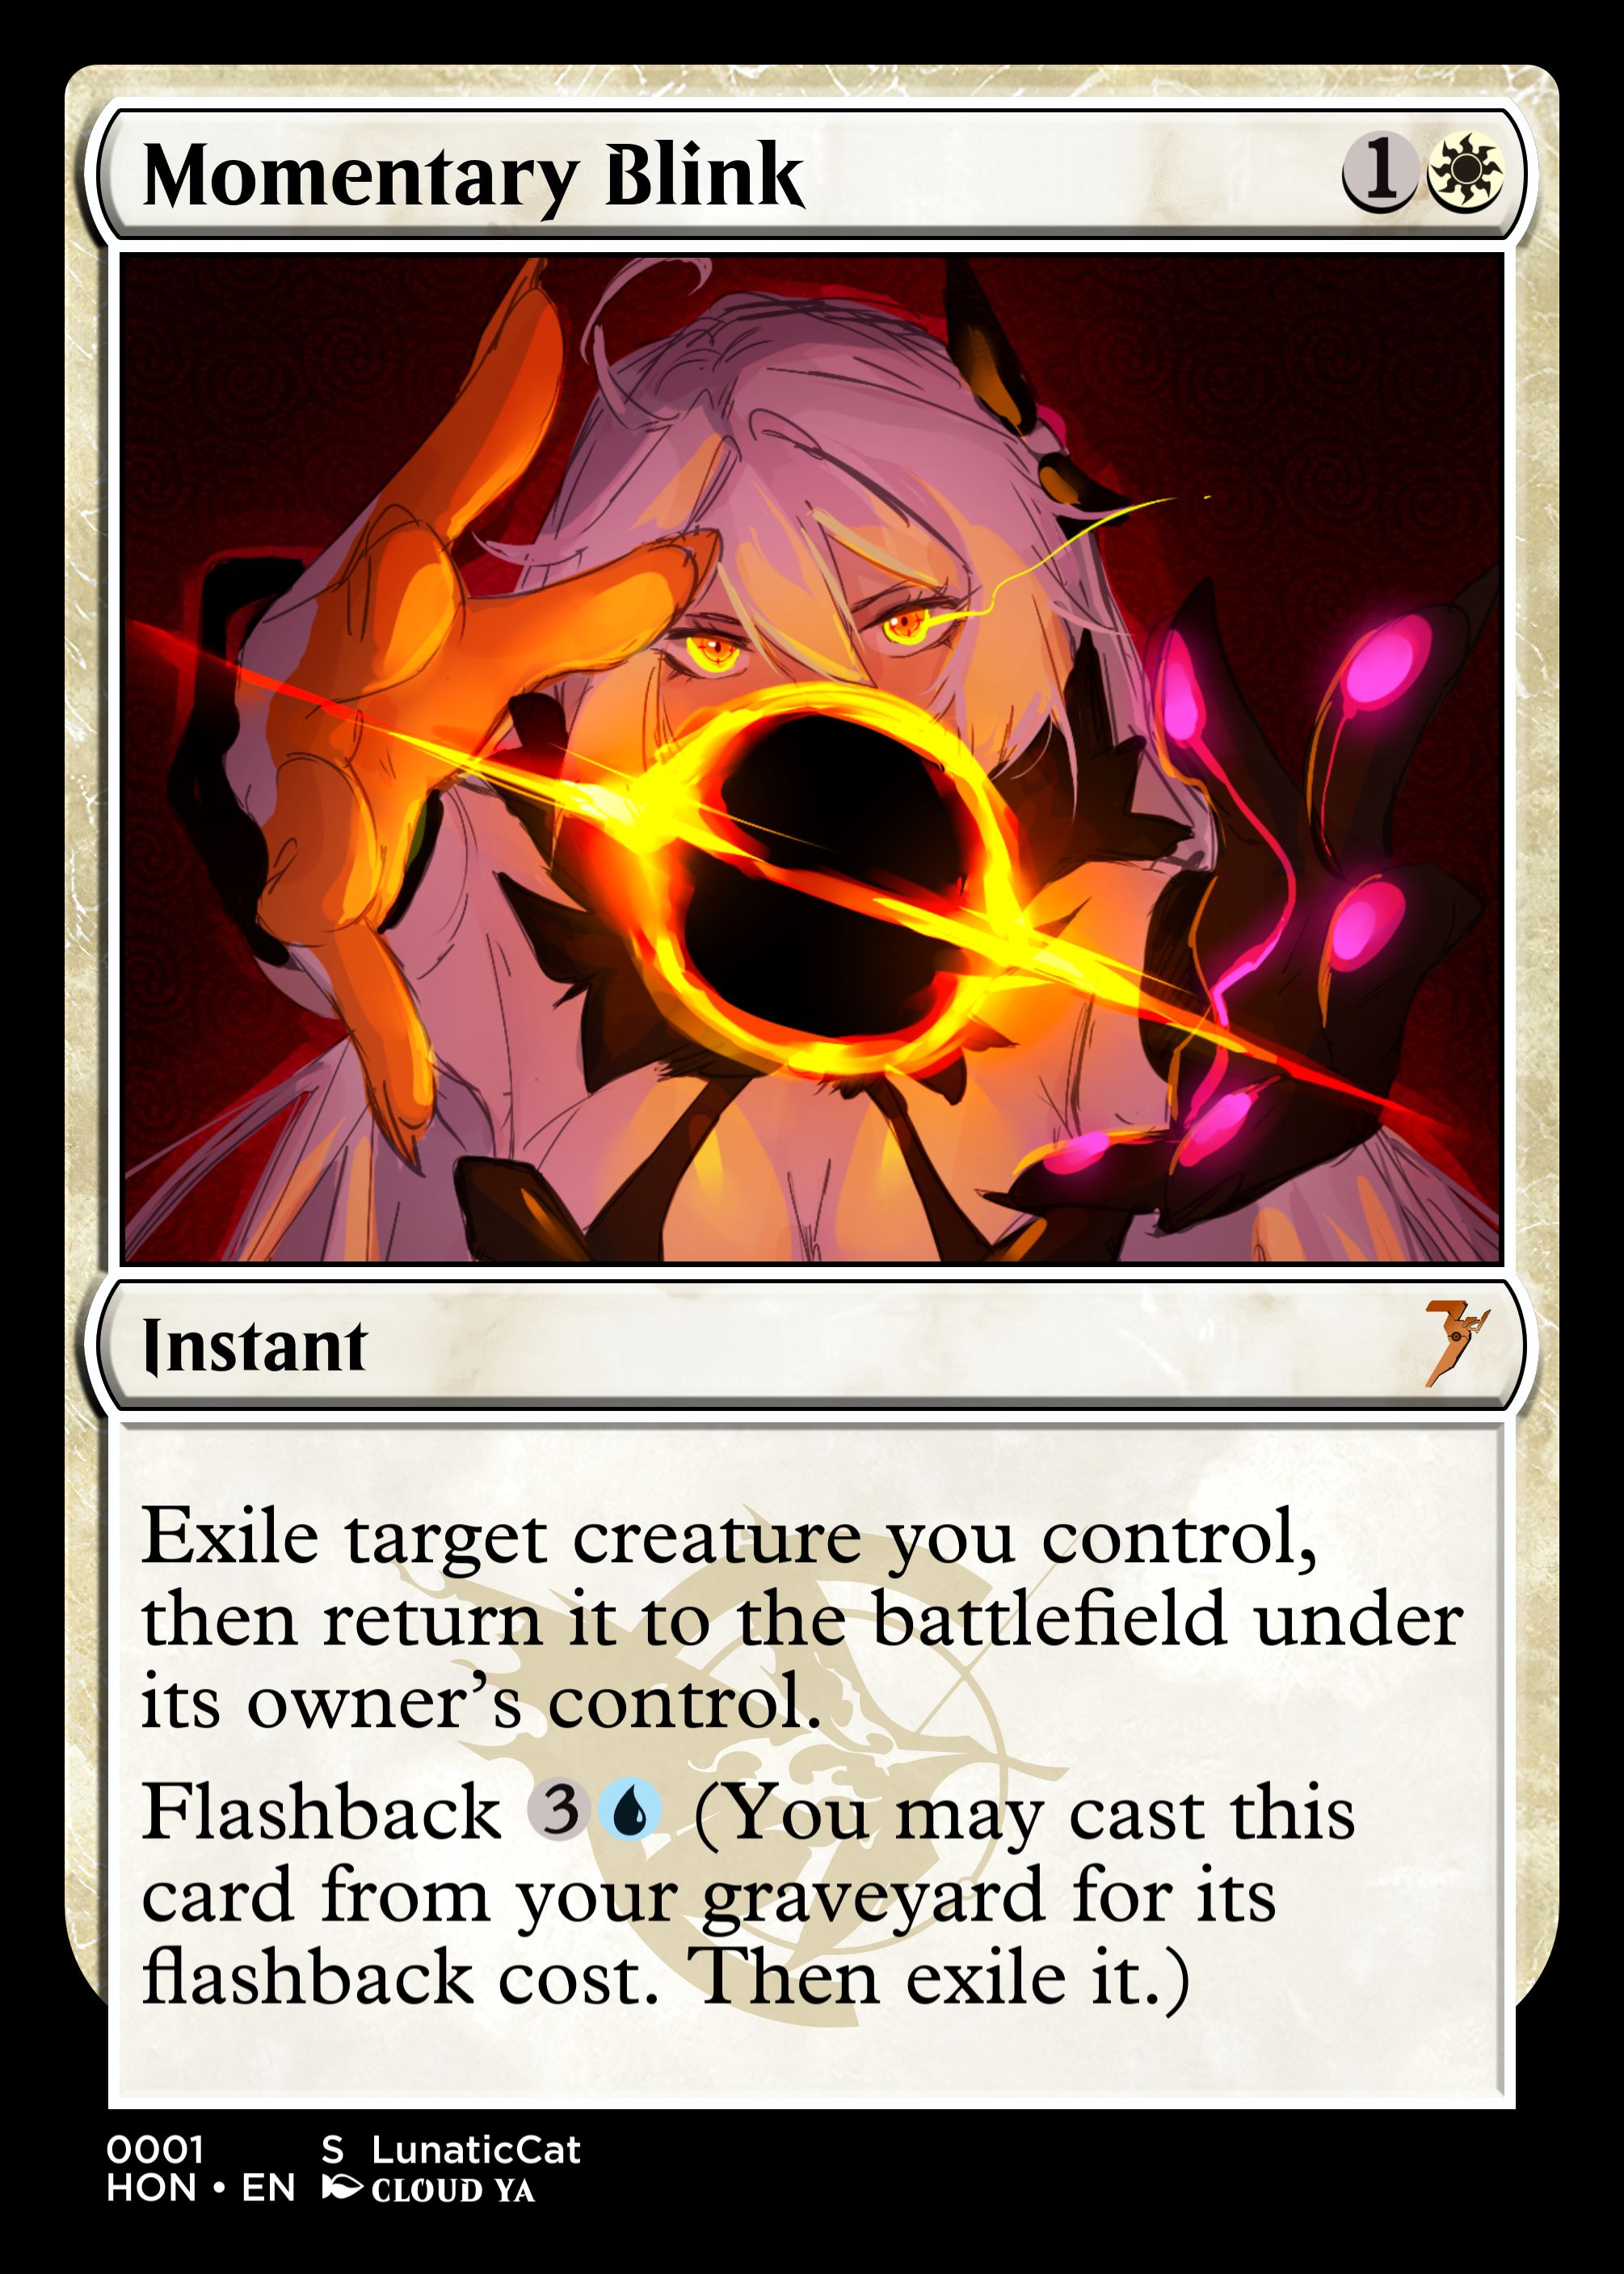 Momentary Blink 1
Instant
Exile target creature you control,
then return it to the battlefield under
its owner's control.
Flashback 3 (You may cast this
card from your graveyard for its
flashback cost. Then exile it.)
0001 S LunaticCat
HON • EN CLOUD YA